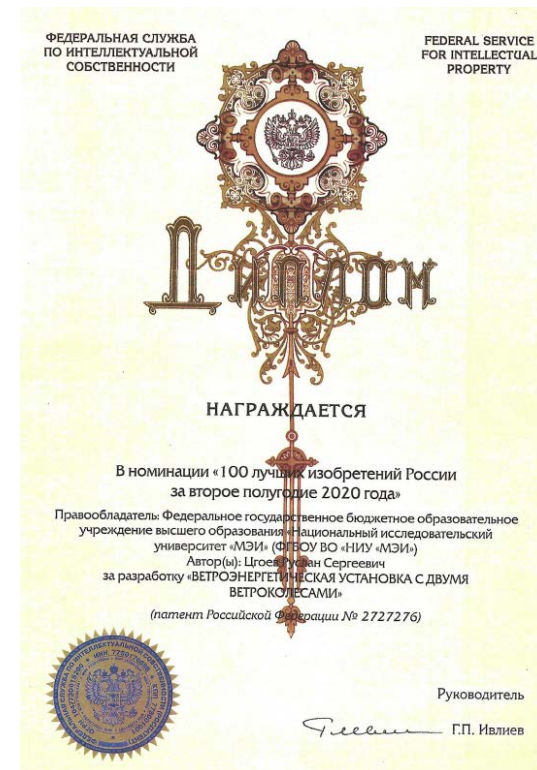 ФЕДЕРАЛЬНАЯ СЛУЖБА
ПО ИНТЕЛЛЕКТУАЛЬНОЙ
СОБСТВЕННОСТИ
FEDERAL SERVICE
FOR INTELLECTUAL
PROPERTY
ДИПЛОМ
НАГРАЖДАЕТСЯ
В номинации «100 лучших изобретений России
за второе полугодие 2020 года»
Правообладатель: Федеральное государственное бюджетное образовательное
учреждение высшего образования «Национальный исследовательский
университет «МЭИ» (ФГБОУ ВО «НИУ «МЭИ»)
Автор(ы): Цгоев Руслан Сергеевич
за разработку «ВЕТРОЭНЕРГЕТИЧЕСКАЯ УСТАНОВКА С ДВУМЯ
ВЕТРОКОЛЕСАМИ»
(патент Российской Федерации № 2727276)
Руководитель
Г.П. Ивлиев